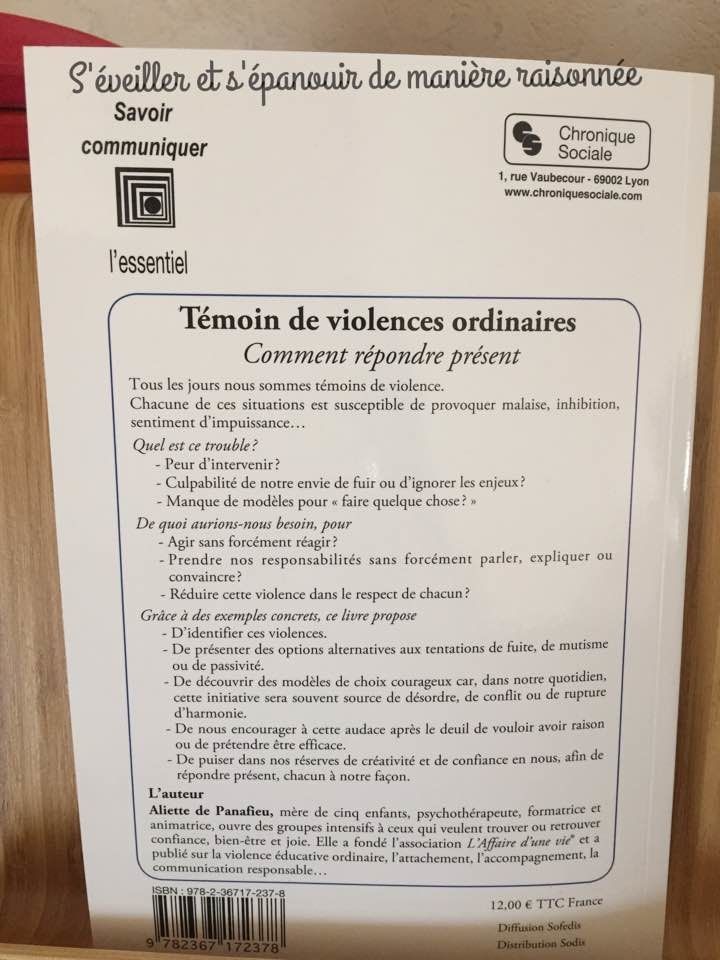 S'éveiller et s'épanouir de manière raisonnée
Savoir
communiquer
l'essentiel
Chronique
Sociale
1, rue Vaubecour - 69002 Lyon
www.chroniquesociale.com
Témoin de violences ordinaires
Comment répondre présent
Tous les jours nous sommes témoins de violence.
Chacune de ces situations est susceptible de provoquer malaise, inhibition,
sentiment d'impuissance…
Quel est ce trouble ?
- Peur d'intervenir ?
- Culpabilité de notre envie de fuir ou d'ignorer les enjeux ?
- Manque de modèles pour « faire quelque chose ? »
De quoi aurions-nous besoin, pour
- Agir sans forcément réagir ?
- Prendre nos responsabilités sans forcément parler, expliquer ou
convaincre ?
- Réduire cette violence dans le respect de chacun ?
Grâce à des exemples concrets, ce livre propose
- D'identifier ces violences.
- De présenter des options alternatives aux tentations de fuite, de mutisme
ou de passivité.
- De découvrir des modèles de choix courageux car, dans notre quotidien,
cette initiative sera souvent source de désordre, de conflit ou de rupture
d'harmonie.
- De nous encourager à cette audace après le deuil de vouloir avoir raison
ou de prétendre être efficace.
- De puiser dans nos réserves de créativité et de confiance en nous, afin de
répondre présent, chacun à notre façon.
L'auteur
Aliette de Panafieu, mère de cinq enfants, psychothérapeute, formatrice et
animatrice, ouvre des groupes intensifs à ceux qui veulent trouver ou retrouver
confiance, bien-être et joie. Elle a fondé l'association L'Affaire d'une vie® et a
publié sur la violence éducative ordinaire, l'attachement, l'accompagnement, la
communication responsable…
ISBN : 978-2-36717-237-8
9 782367 172378
12,00 € TTC France
Diffusion Sofedis
Distribution Sodis